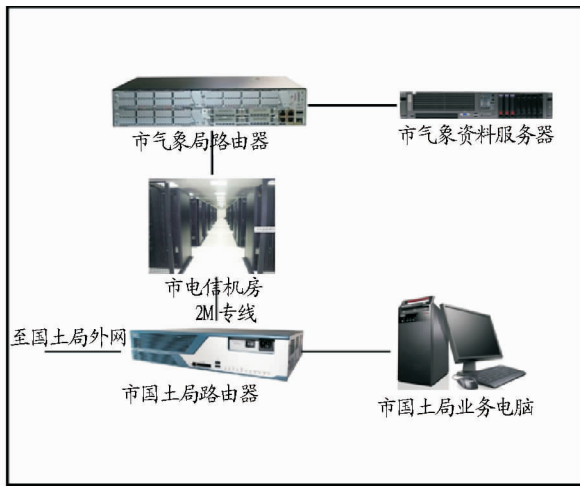 市气象局路由器
市气象资料服务器
市电信机房
2M专线
至国土局外网
市国土局路由器
市国土局业务电脑